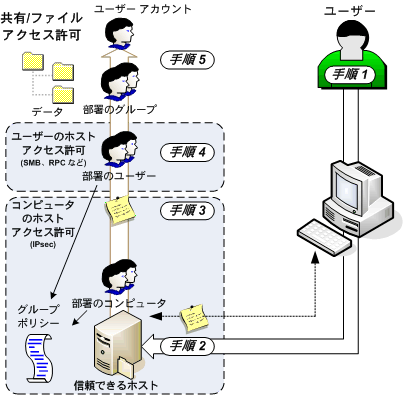 ユーザー アカウント
共有/ファイル
アクセス許可
手順 5
データ
部署のグループ
ユーザー
手順 1
ユーザーのホスト
アクセス許可
(SMB、RPC など)
手順 4
部署のユーザー
コンピュータ
のホスト
アクセス許可
(IPsec)
手順 3
部署のコンピュータ
グループ
ポリシー
手順 2
信頼できるホスト